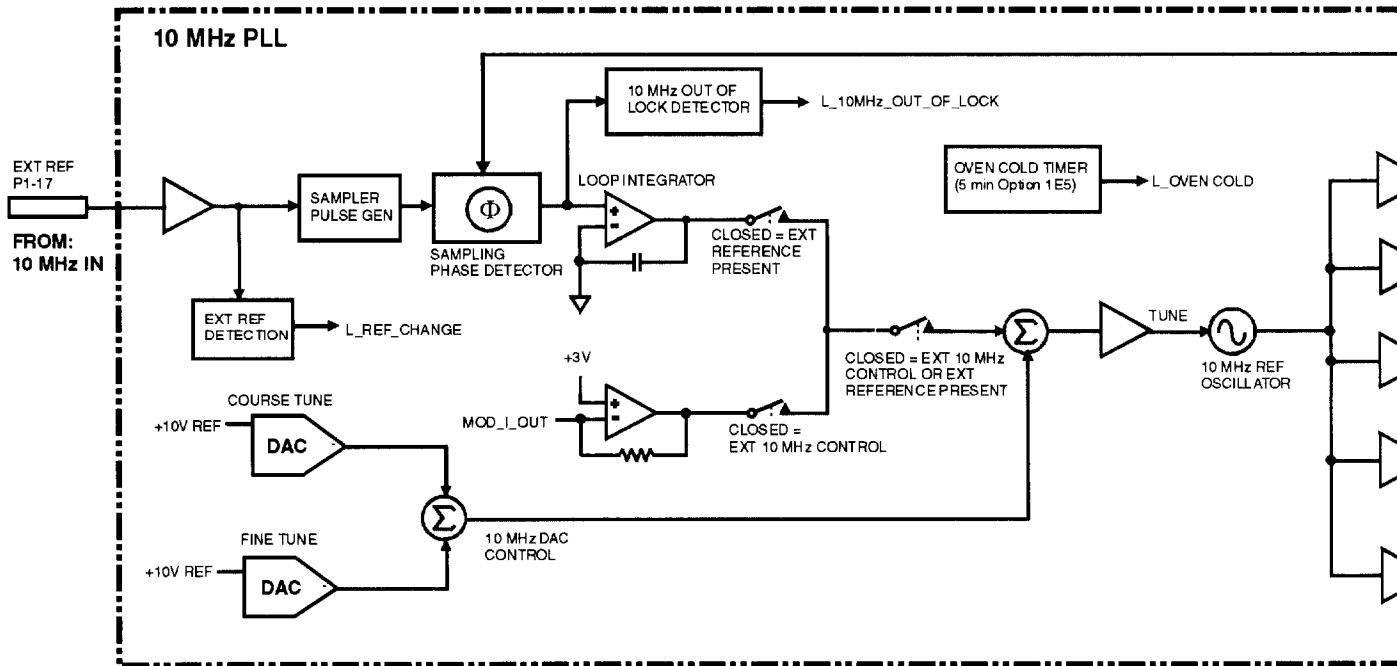 10 MHz PLL
10 MHz OUT OF
LOCK DETECTOR
L_10MHz_OUT_OF_LOCK
EXT REF
P1-17
FROM:
10 MHz IN
SAMPLER
PULSE GEN
Φ
SAMPLING
PHASE DETECTOR
LOOP INTEGRATOR
+
-
CLOSED = EXT
REFERENCE
PRESENT
OVEN COLD TIMER
(5 min Option 1E5)
L_OVEN COLD
EXT REF
DETECTION
L_REF_CHANGE
+3V
MOD_I_OUT
+
-
CLOSED =
EXT 10 MHz CONTROL
CLOSED = EXT 10 MHz
CONTROL OR EXT
REFERENCE PRESENT
Σ
TUNE
10 MHz REF
OSCILLATOR
COURSE TUNE
+10V REF
DAC
Σ
10 MHz DAC
CONTROL
FINE TUNE
+10V REF
DAC